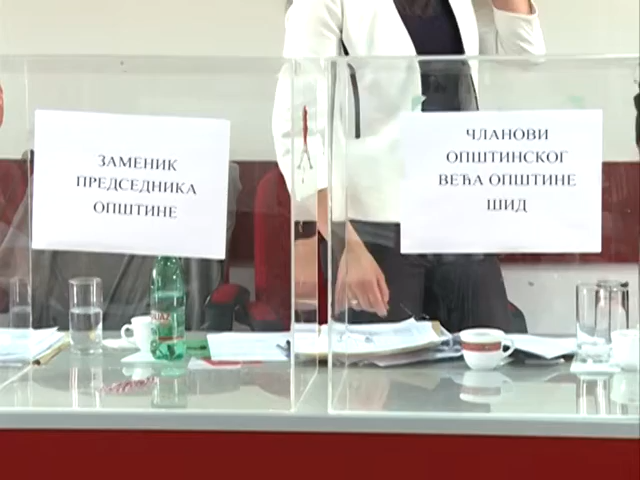 ЗАМЕНИК
ПРЕДСЕДНИКА
ОПШТИНЕ
ЧЛАНОВИ
ОПШТИНСКОГ
ВЕЋА ОПШТИНЕ
ШИД